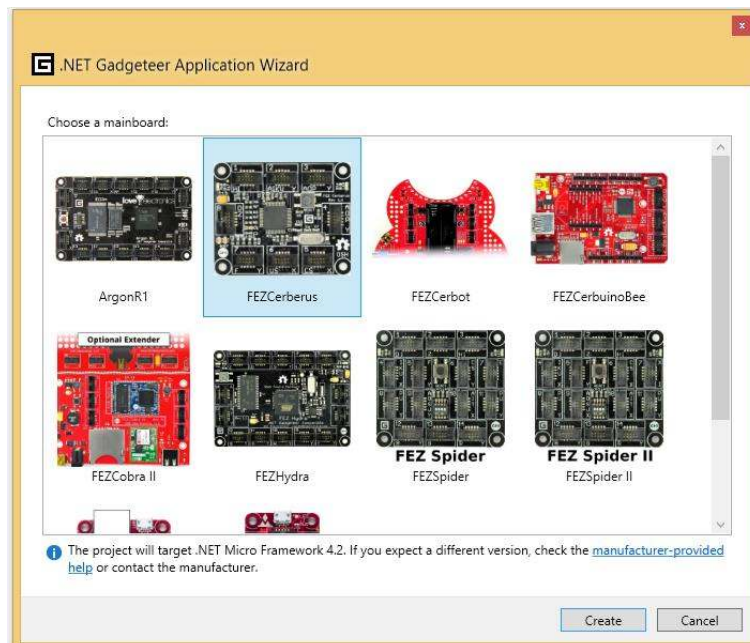 x
G .NET Gadgeteer Application Wizard
Choose a mainboard:
ArgonR1
FEZCerberus
FEZCerbot
FEZCerbuinoBee
Optional Extender
FEZ Spider
FEZ Spider II
FEZCobra II
FEZHydra
FEZSpider
FEZSpider II
The project will target .NET Micro Framework 4.2. If you expect a different version, check the manufacturer-provided
help or contact the manufacturer.
Create
Cancel